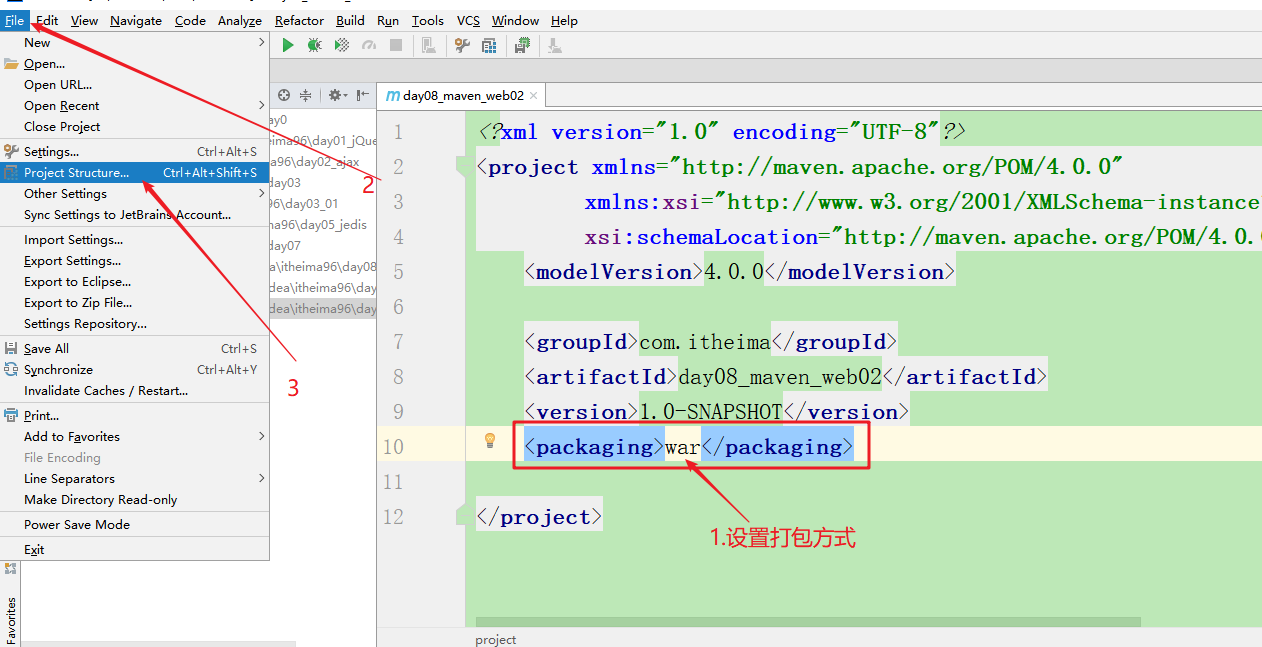 File Edit View Navigate Code Analyze Refactor Build Run Tools VCS Window Help
New
Open...
Open URL...
Open Recent
Close Project
Settings... Ctrl+Alt+S
Project Structure... Ctrl+Alt+Shift+S
Other Settings
Sync Settings to JetBrains Account...
Import Settings...
Export Settings...
Export to Eclipse...
Export to Zip File...
Settings Repository...
Save All Ctrl+S
Synchronize Ctrl+Alt+Y
Invalidate Caches / Restart...
Print...
Add to Favorites
File Encoding
Line Separators
Make Directory Read-only
Power Save Mode
Exit
2
3
ay0
eima96\day01_jQue
a96\day02_ajax
day03
96\day03_01
na96\day05_jedis
day07
a\itheima96\day08
dea\itheima96\day
dea\itheima96\day
m day08_maven_web02
1 <?xml version="1.0" encoding="UTF-8"?>
2 <project xmlns="http://maven.apache.org/POM/4.0.0"
3 xmlns:xsi="http://www.w3.org/2001/XMLSchema-instance
4 xsi:schemaLocation="http://maven.apache.org/POM/4.0.
5 <modelVersion>4.0.0</modelVersion>
6
7 <groupId>com.itheima</groupId>
8 <artifactId>day08_maven_web02</artifactId>
9 <version>1.0-SNAPSHOT</version>
10 <packaging>war</packaging>
11
12 </project>
1.设置打包方式
project
Favorites